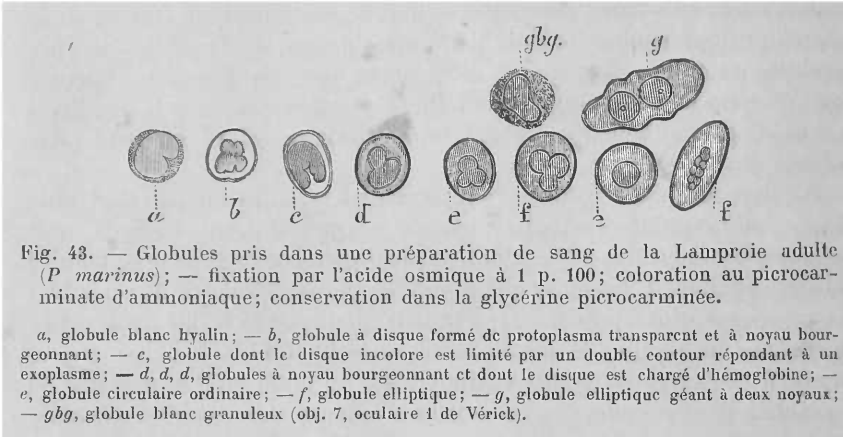 gbg. g
a b c d e f e f
Fig. 43. — Globules pris dans une préparation de sang de la Lamproie adulte
(P marinus); — fixation par l'acide osmique à 1 p. 100; coloration au picrocar-
minate d'ammoniaque; conservation dans la glycérine picrocarminée.
a, globule blanc hyalin; — b, globule à disque formé de protoplasma transparent et à noyau bour-
geonnant; — c, globule dont le disque incolore est limité par un double contour répondant à un
exoplasme; — d, d, d, globules à noyau bourgeonnant et dont le disque est chargé d'hémoglobine; —
e, globule circulaire ordinaire; — f, globule elliptique; — g, globule elliptique géant à deux noyaux;
— gbg, globule blanc granuleux (obj. 7, oculaire 1 de Vérick).